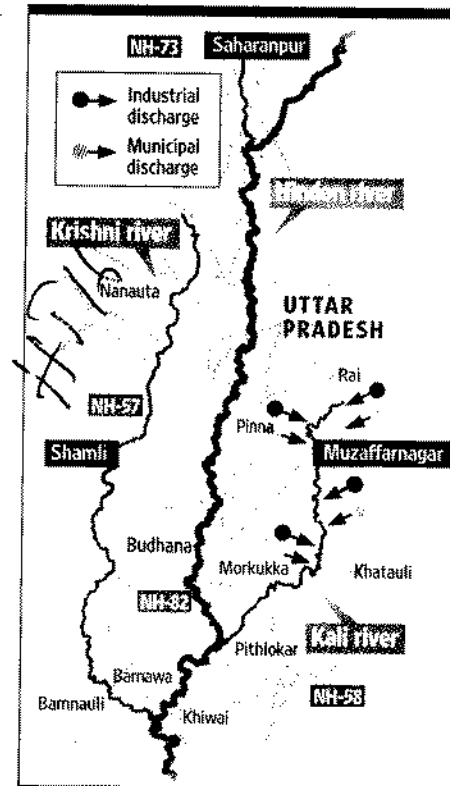 NH-73
Saharanpur
Industrial
discharge
Municipal
discharge
Hindon river
Krishni river
Nanauta
UTTAR
PRADESH
Rai
NH-57
Pinna
Shamli
Muzaffarnagar
Budhana
Morkukka
Khatauli
NH-82
Pithlokar
Kali river
Barnawa
Bamnauli
Khiwai
NH-58